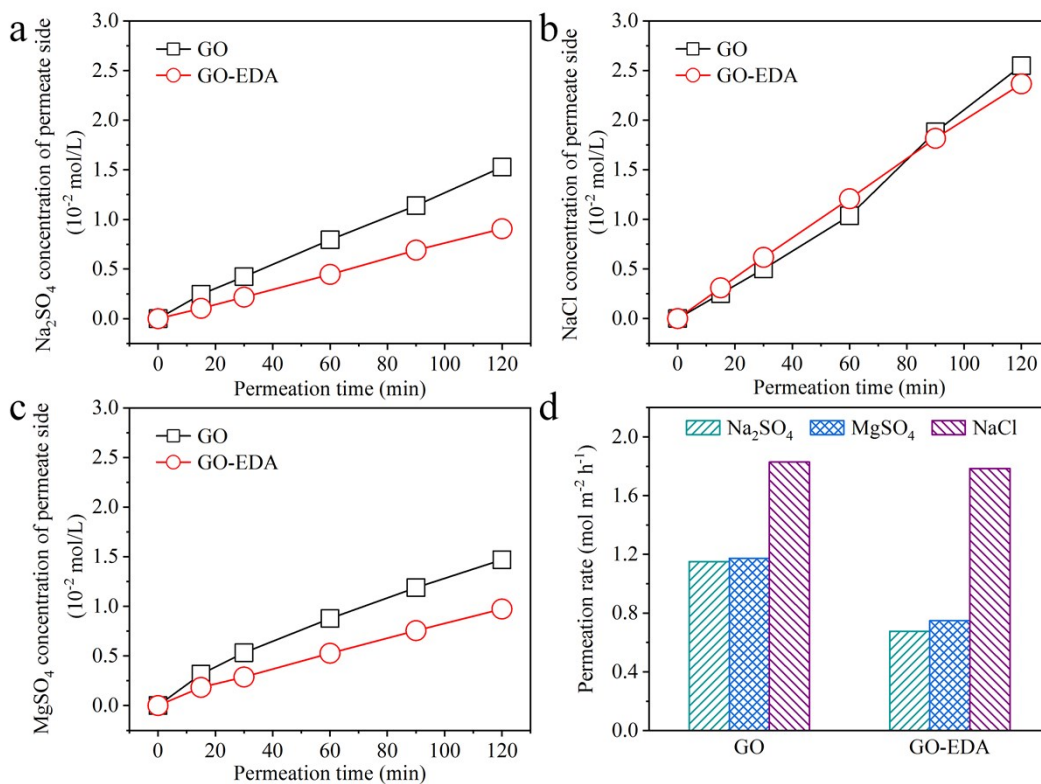 a
Na₂SO₄ concentration of permeate side
(10⁻² mol/L)
3.0
2.5
2.0
1.5
1.0
0.5
0.0
GO
GO-EDA
0 20 40 60 80 100 120
Permeation time (min)
b
NaCl concentration of permeate side
(10⁻² mol/L)
3.0
2.5
2.0
1.5
1.0
0.5
0.0
GO
GO-EDA
0 20 40 60 80 100 120
Permeation time (min)
c
MgSO₄ concentration of permeate side
(10⁻² mol/L)
3.0
2.5
2.0
1.5
1.0
0.5
0.0
GO
GO-EDA
0 20 40 60 80 100 120
Permeation time (min)
d
Permeation rate (mol m⁻² h⁻¹)
2.0
1.6
1.2
0.8
0.4
0.0
Na₂SO₄ MgSO₄ NaCl
GO GO-EDA